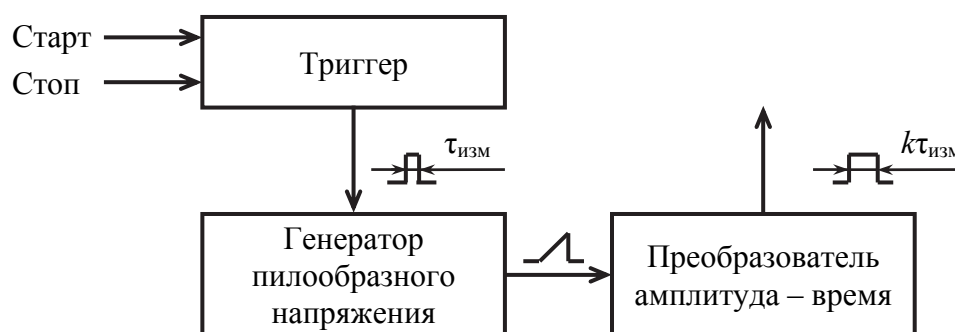 Старт
Стоп
Триггер
τизм
kτизм
Генератор
пилообразного
напряжения
Преобразователь
амплитуда – время